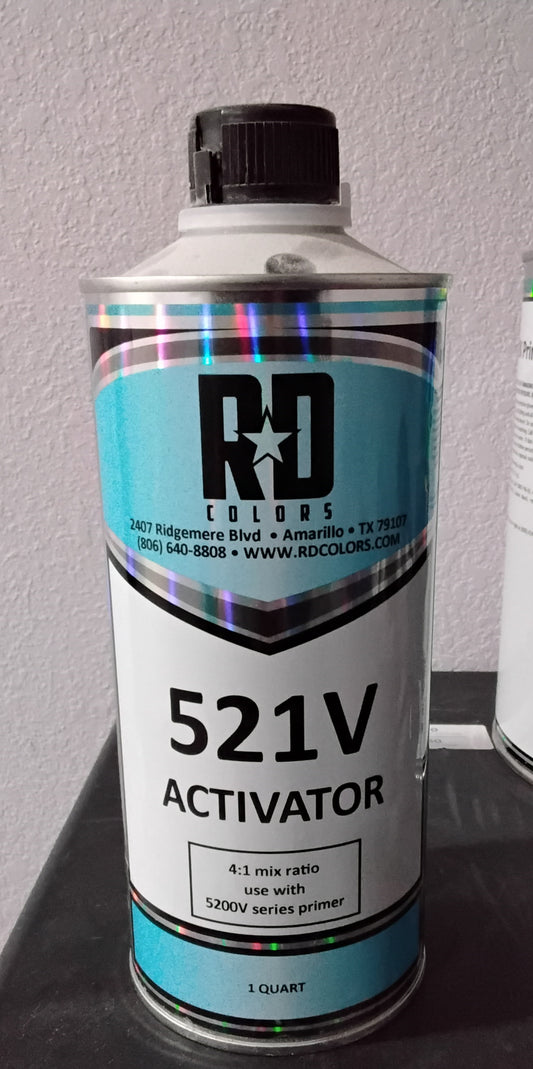 RD
COLORS
2407 Ridgemere Blvd • Amarillo • TX 79107
(806) 640-8808 • WWW.RDCOLORS.COM
521V
ACTIVATOR
4:1 mix ratio
use with
5200V series primer
1 QUART